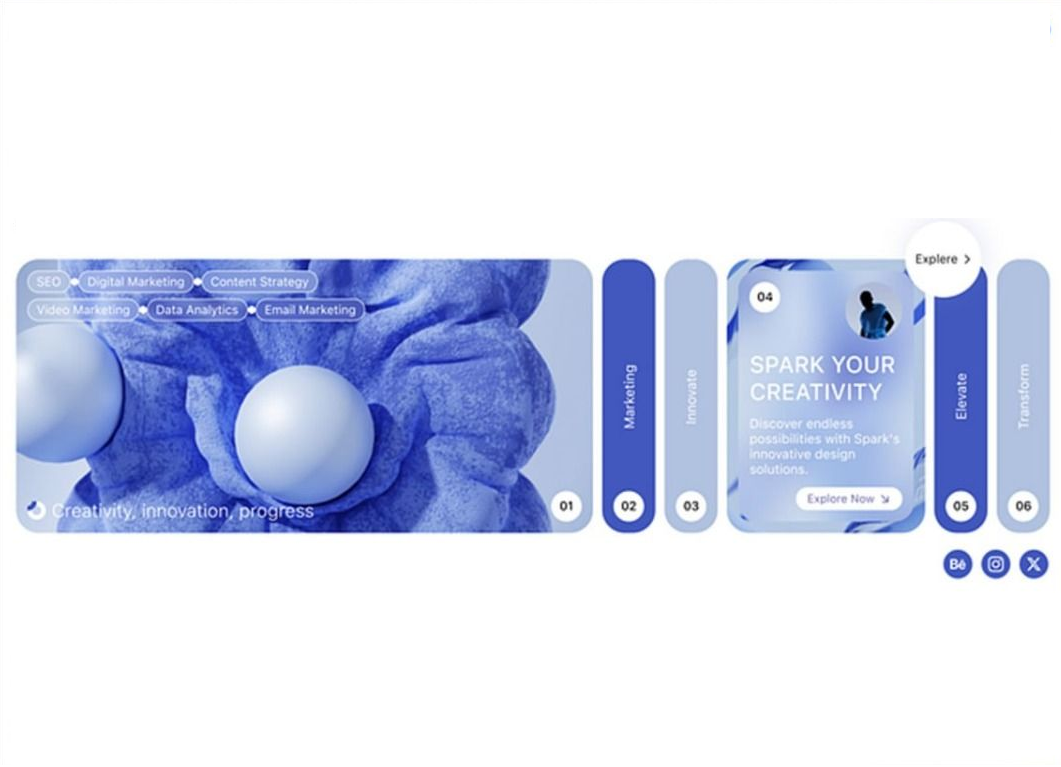 SEO Digital Marketing Content Strategy
Video Marketing Data Analytics Email Marketing
Creativity, innovation, progress
01
Marketing
02
Innovate
03
04
SPARK YOUR
CREATIVITY
Discover endless
possibilities with Spark's
innovative design
solutions.
Explore Now
Explere
Elevate
05
Transform
06
Bē